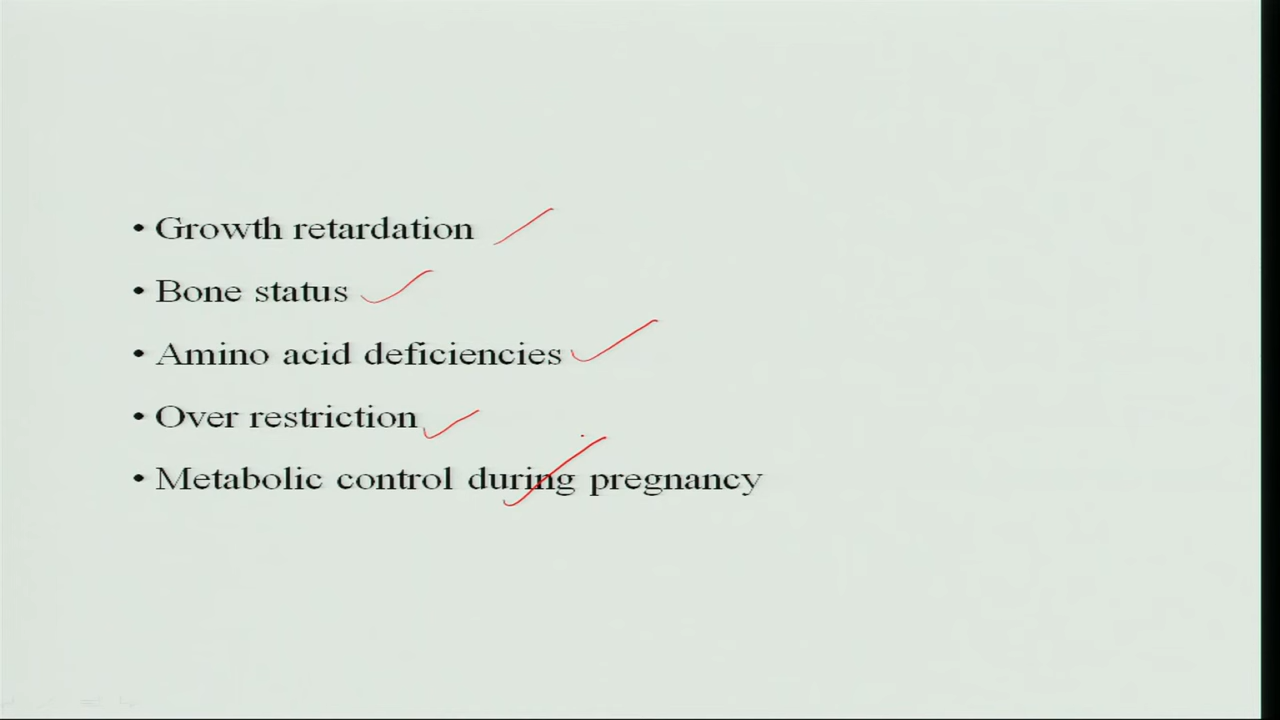 • Growth retardation
• Bone status
• Amino acid deficiencies
• Over restriction
• Metabolic control during pregnancy